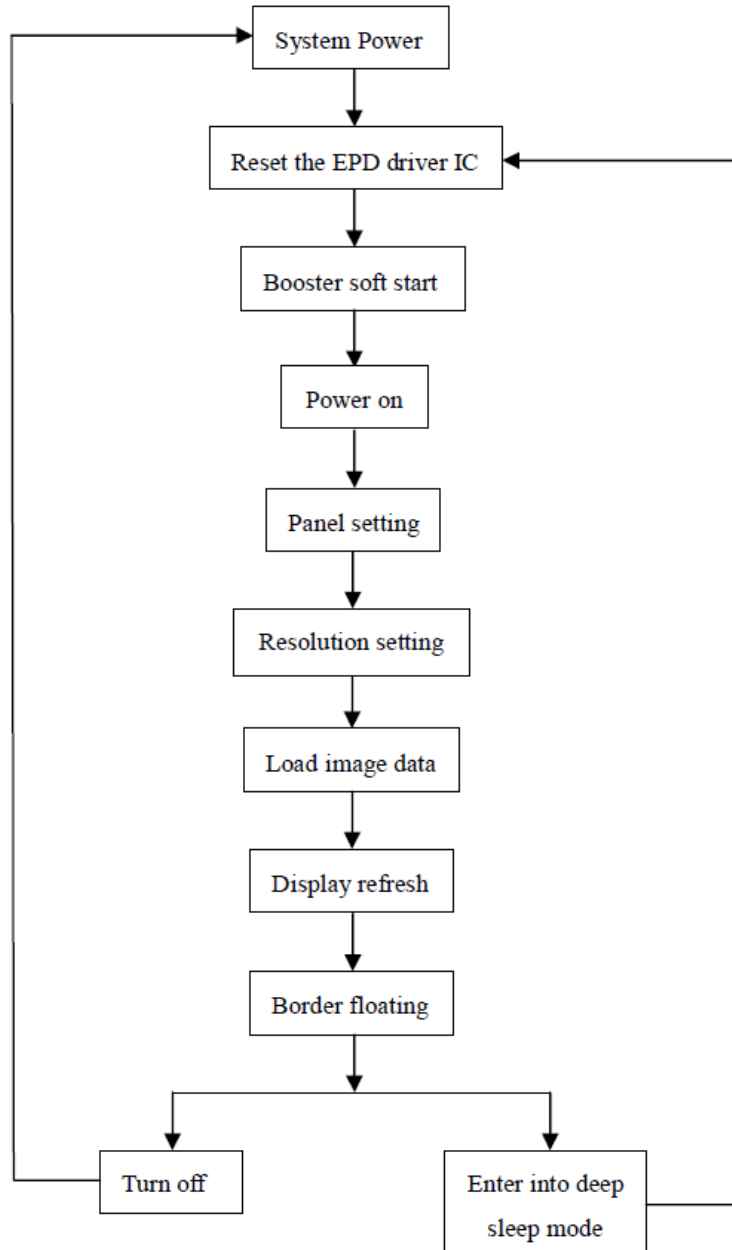 System Power
Reset the EPD driver IC
Booster soft start
Power on
Panel setting
Resolution setting
Load image data
Display refresh
Border floating
Turn off
Enter into deep
sleep mode